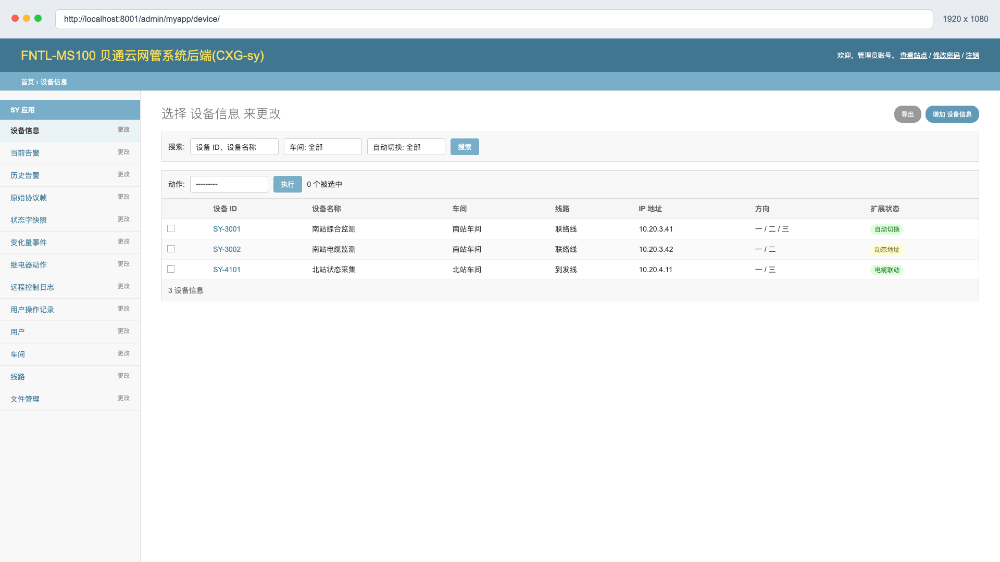 http://localhost:8001/admin/myapp/device/
1920 x 1080
FNTL-MS100 贝通云网管系统后端(CXG-sy)
欢迎，管理员账号。 查看站点 / 修改密码 / 注销
首页 › 设备信息
SY 应用
设备信息 更改
当前告警 更改
历史告警 更改
原始协议帧 更改
状态字快照 更改
变化量事件 更改
继电器动作 更改
远程控制日志 更改
用户操作记录 更改
用户 更改
车间 更改
线路 更改
文件管理 更改
选择 设备信息 来更改
导出
增加 设备信息
搜索: 设备 ID、设备名称 车间: 全部 自动切换: 全部 搜索
动作: --------- 执行 0 个被选中
设备 ID 设备名称 车间 线路 IP 地址 方向 扩展状态
SY-3001 南站综合监测 南站车间 联络线 10.20.3.41 一 / 二 / 三 自动切换
SY-3002 南站电缆监测 南站车间 联络线 10.20.3.42 一 / 二 动态地址
SY-4101 北站状态采集 北站车间 到发线 10.20.4.11 一 / 三 电缆联动
3 设备信息